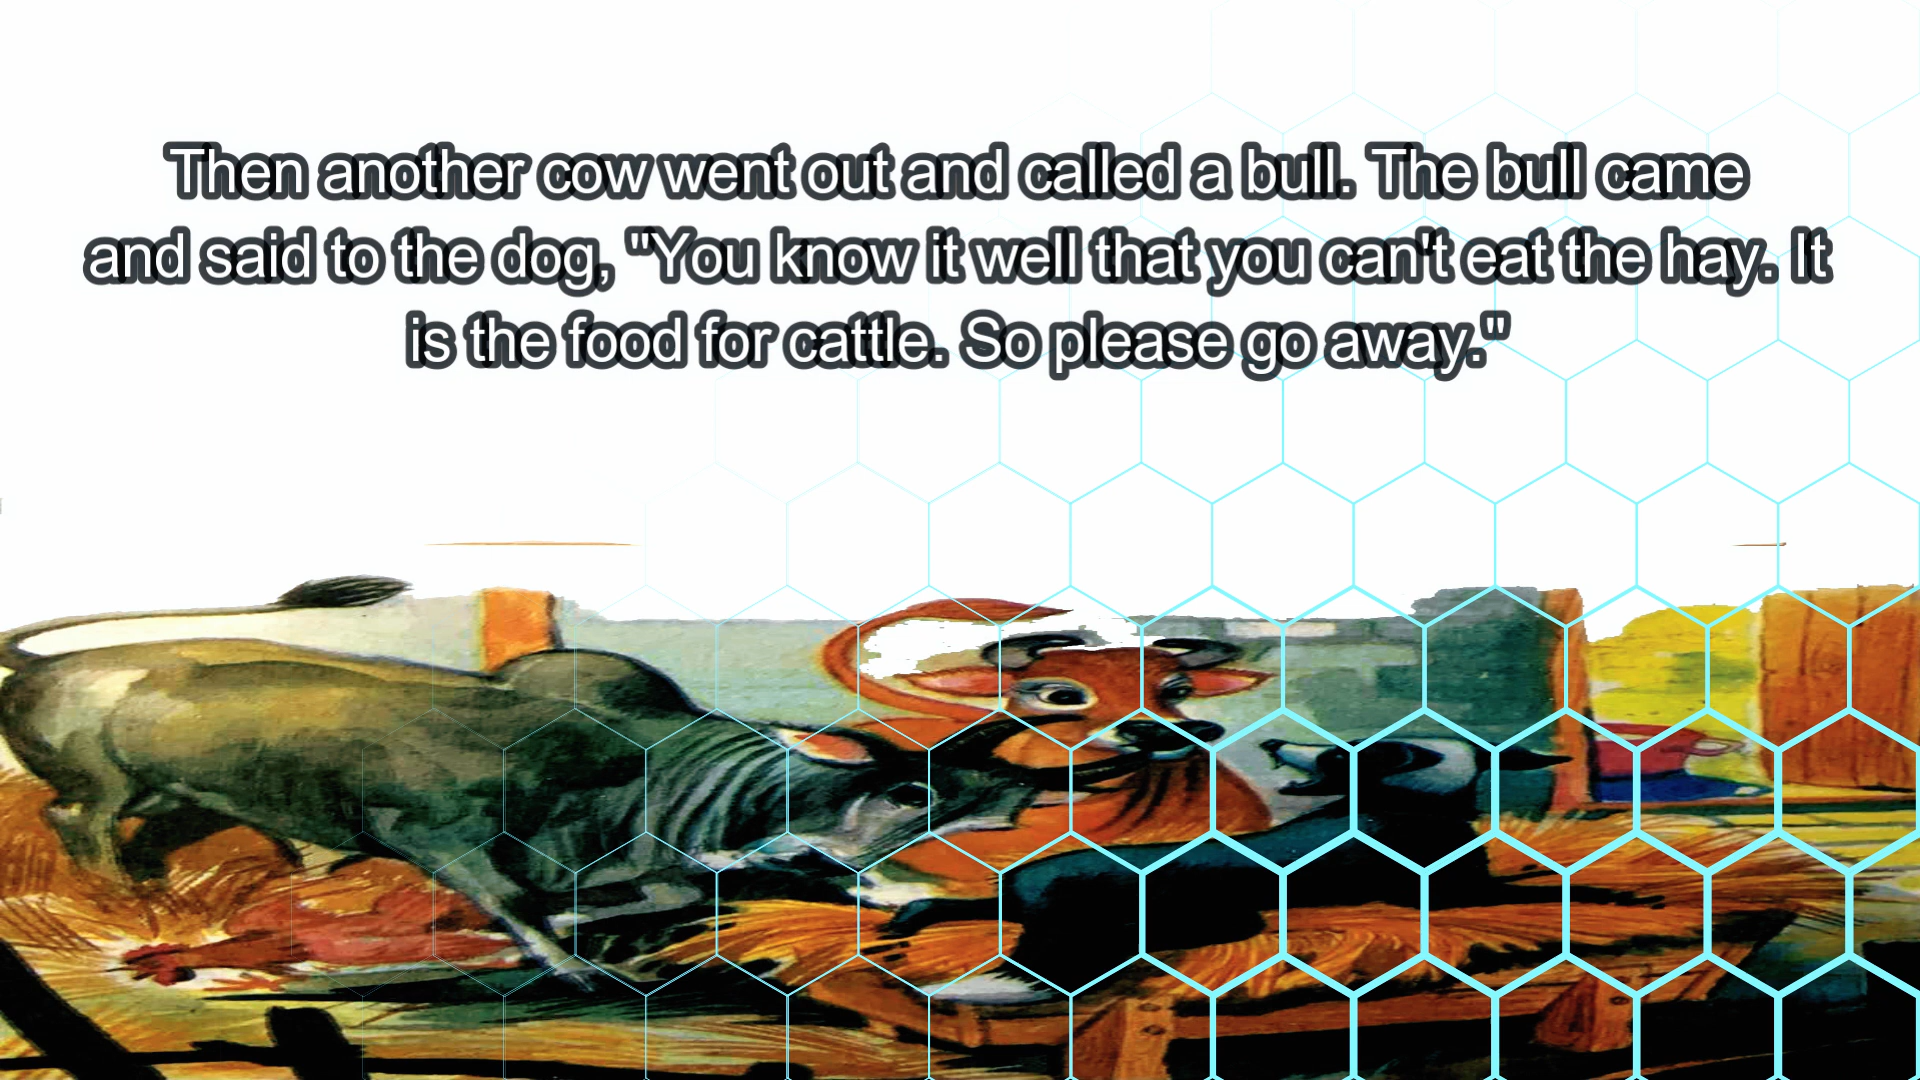 Then another cow went out and called a bull. The bull came
and said to the dog, "You know it well that you can't eat the hay. It
is the food for cattle. So please go away."